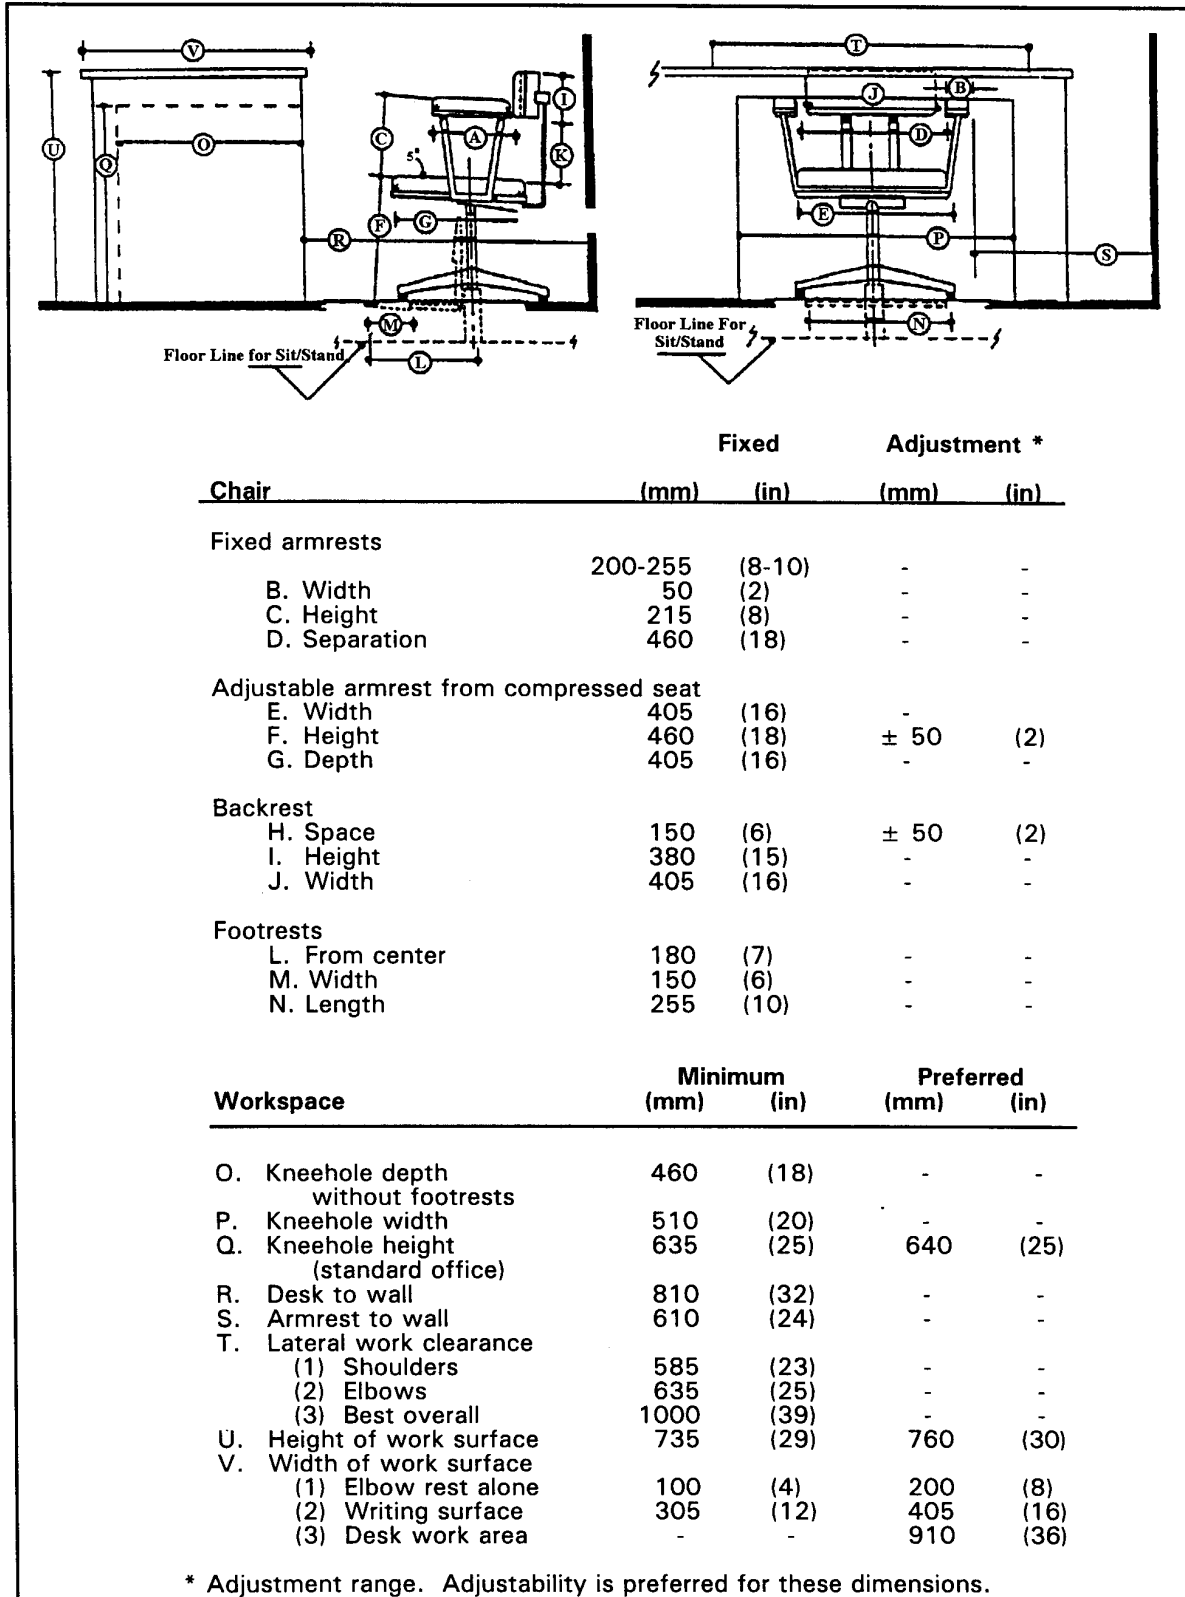 V
T
I
B
J
C
A
D
U
Q
O
5°
K
G
E
F
R
P
S
M
N
L
Floor Line for Sit/Stand
Floor Line For
Sit/Stand
Fixed Adjustment *
Chair (mm) (in) (mm) (in)
Fixed armrests
200-255 (8-10) - -
B. Width 50 (2) - -
C. Height 215 (8) - -
D. Separation 460 (18) - -
Adjustable armrest from compressed seat
E. Width 405 (16) -
F. Height 460 (18) ± 50 (2)
G. Depth 405 (16) - -
Backrest
H. Space 150 (6) ± 50 (2)
I. Height 380 (15) - -
J. Width 405 (16) - -
Footrests
L. From center 180 (7) - -
M. Width 150 (6) - -
N. Length 255 (10) - -
Minimum Preferred
Workspace (mm) (in) (mm) (in)
O. Kneehole depth 460 (18) - -
without footrests
P. Kneehole width 510 (20) - -
Q. Kneehole height 635 (25) 640 (25)
(standard office)
R. Desk to wall 810 (32) - -
S. Armrest to wall 610 (24) - -
T. Lateral work clearance
(1) Shoulders 585 (23) - -
(2) Elbows 635 (25) - -
(3) Best overall 1000 (39) - -
U. Height of work surface 735 (29) 760 (30)
V. Width of work surface
(1) Elbow rest alone 100 (4) 200 (8)
(2) Writing surface 305 (12) 405 (16)
(3) Desk work area - - 910 (36)
* Adjustment range. Adjustability is preferred for these dimensions.